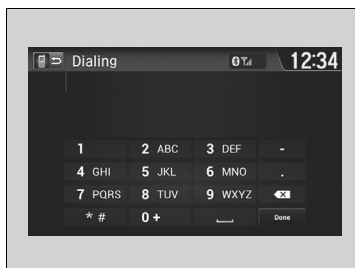 Dialing 12:34
1 2 ABC 3 DEF -
4 GHI 5 JKL 6 MNO .
7 PQRS 8 TUV 9 WXYZ
* # 0 + Done